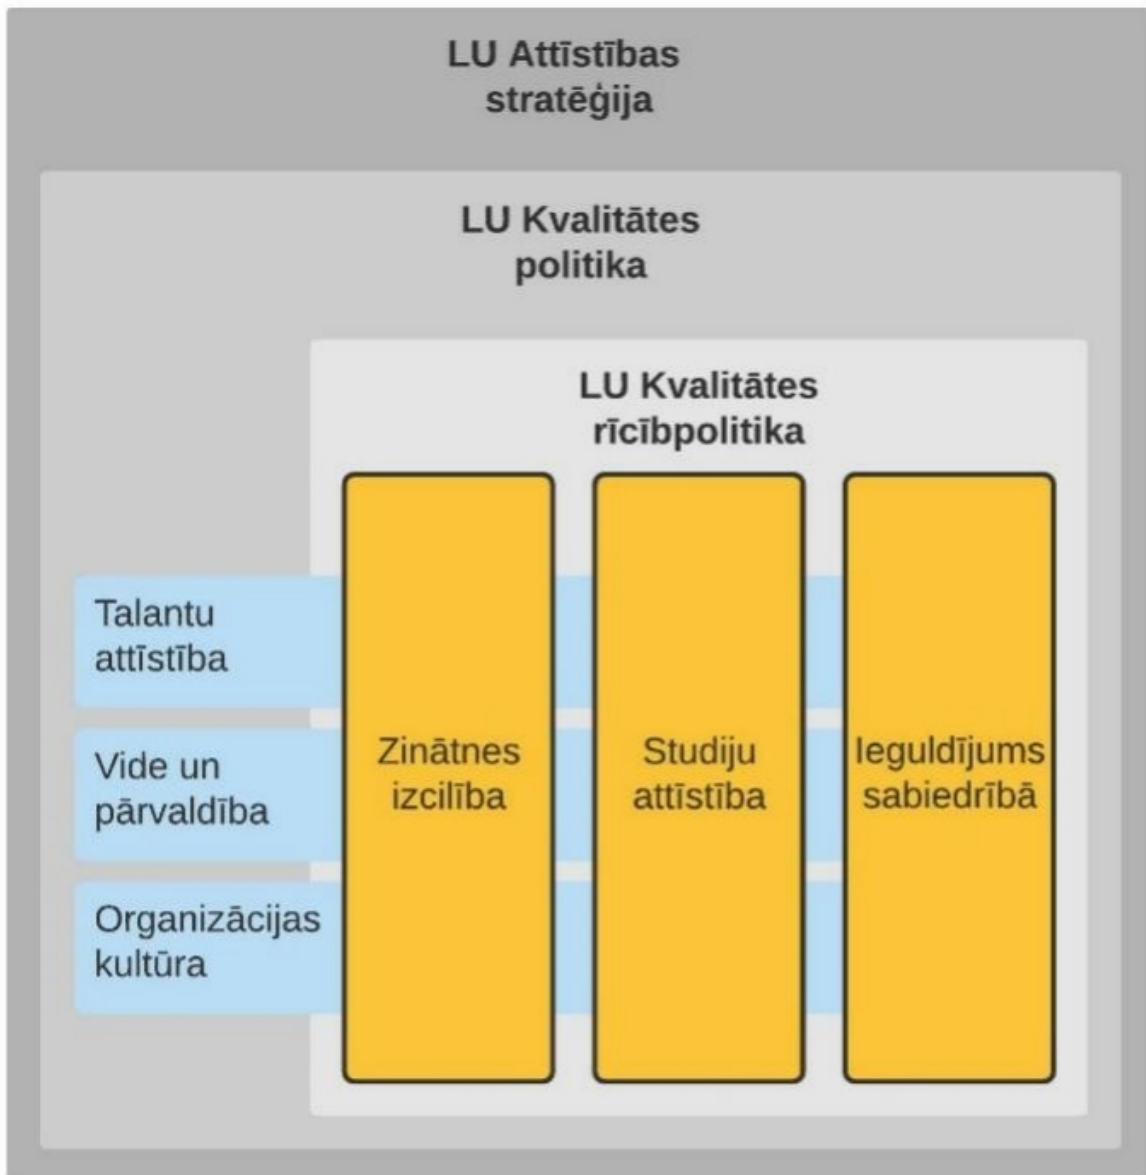 LU Attīstības
stratēģija
LU Kvalitātes
politika
LU Kvalitātes
rīcībpolitika
Talantu
attīstība
Vide un
pārvaldība
Organizācijas
kultūra
Zinātnes
izcilība
Studiju
attīstība
Ieguldījums
sabiedrībā